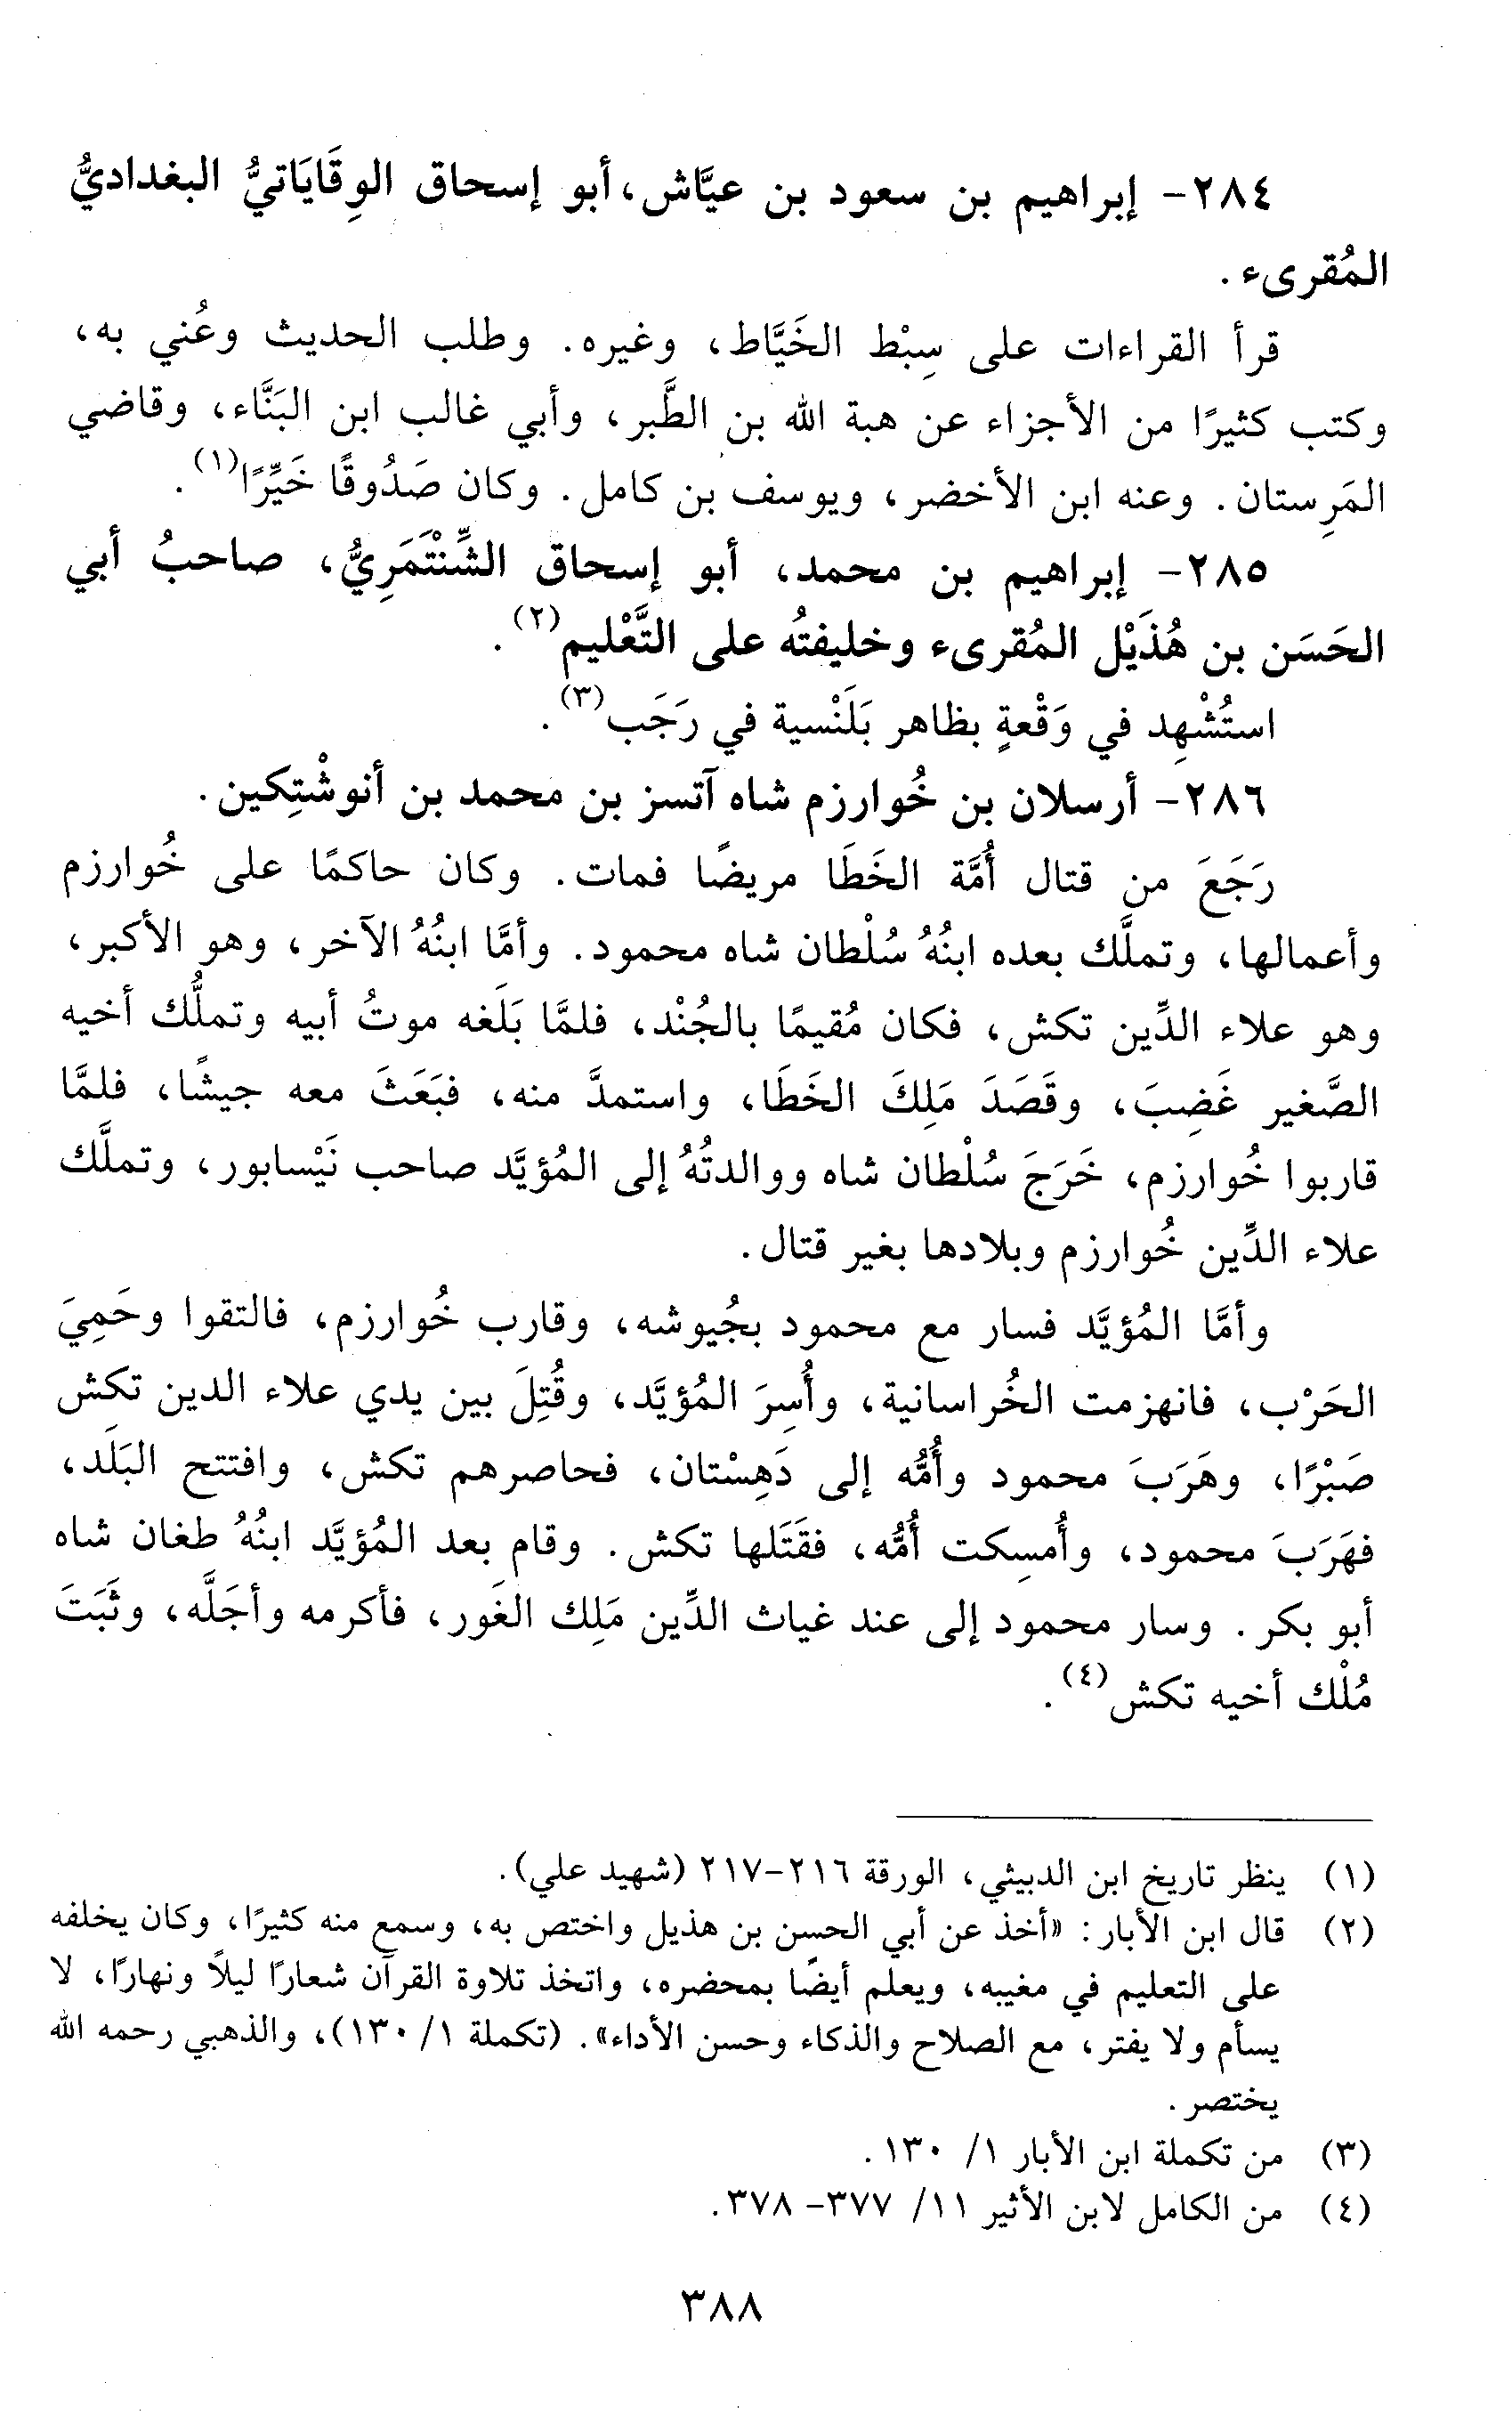 ٢٨٤- إبراهيم بن سعود بن عيَّاش، أبو إسحاق الوِقَايَاتيُّ البغداديُّ
المُقرىء.
قرأ القراءات على سِبْط الخَيَّاط، وغيره. وطلب الحديث وعُني به،
وكتب كثيرًا من الأجزاء عن هبة الله بن الطَّبر، وأبي غالب ابن البَنَّاء، وقاضي
المَرِستان. وعنه ابن الأخضر، ويوسف بن كامل. وكان صَدُوقًا خَيِّرًا(١).
٢٨٥- إبراهيم بن محمد، أبو إسحاق الشِّنْتَمَرِيُّ، صاحبُ أبي
الحَسَن بن هُذَيْل المُقرىء وخليفتُه على التَّعْليم(٢).
استُشْهِد في وَقْعةٍ بظاهر بَلَنْسية في رَجَب(٣).
٢٨٦- أرسلان بن خُوارزم شاه آتسز بن محمد بن أنوشْتِكين.
رَجَعَ من قتال أُمَّة الخَطَا مريضًا فمات. وكان حاكمًا على خُوارزم
وأعمالها، وتملَّك بعده ابنُهُ سُلْطان شاه محمود. وأمَّا ابنُهُ الآخر، وهو الأكبر،
وهو علاء الدِّين تكش، فكان مُقيمًا بالجُنْد، فلمَّا بَلَغه موتُ أبيه وتملُّك أخيه
الصَّغير غَضِبَ، وقَصَدَ مَلِكَ الخَطَا، واستمدَّ منه، فبَعَثَ معه جيشًا، فلمَّا
قاربوا خُوارزم، خَرَجَ سُلْطان شاه ووالدتُهُ إلى المُؤيَّد صاحب نَيْسابور، وتملَّك
علاء الدِّين خُوارزم وبلادها بغير قتال.
وأمَّا المُؤيَّد فسار مع محمود بجُيوشه، وقارب خُوارزم، فالتقوا وحَمِيَ
الحَرْب، فانهزمت الخُراسانية، وأُسِرَ المُؤيَّد، وقُتِلَ بين يدي علاء الدين تكش
صَبْرًا، وهَرَبَ محمود وأُمُّه إلى دَهِسْتان، فحاصرهم تكش، وافتتح البَلَد،
فهَرَبَ محمود، وأُمسِكت أُمُّه، فقَتَلها تكش. وقام بعد المُؤيَّد ابنُهُ طغان شاه
أبو بكر. وسار محمود إلى عند غياث الدِّين مَلِك الغَور، فأكرمه وأجَلَّه، وثَبَتَ
مُلْك أخيه تكش(٤).
(١) ينظر تاريخ ابن الدبيثي، الورقة ٢١٦-٢١٧ (شهيد علي).
(٢) قال ابن الأبار: «أخذ عن أبي الحسن بن هذيل واختص به، وسمع منه كثيرًا، وكان يخلفه
على التعليم في مغيبه، ويعلم أيضًا بمحضره، واتخذ تلاوة القرآن شعارًا ليلاً ونهارًا، لا
يسأم ولا يفتر، مع الصلاح والذكاء وحسن الأداء». (تكملة ١/ ١٣٠)، والذهبي رحمه الله
يختصر.
(٣) من تكملة ابن الأبار ١/ ١٣٠.
(٤) من الكامل لابن الأثير ١١/ ٣٧٧- ٣٧٨.
٣٨٨